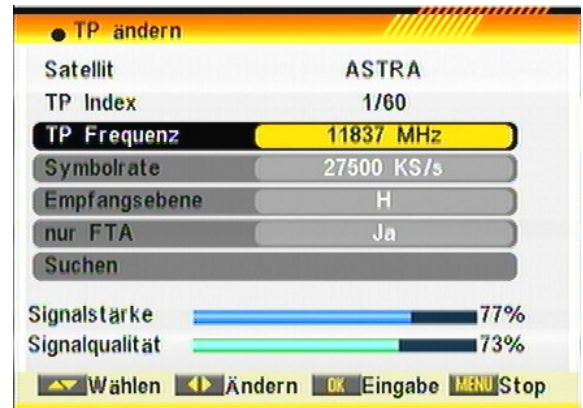 TP ändern
Satellit ASTRA
TP Index 1/60
TP Frequenz 11837 MHz
Symbolrate 27500 KS/s
Empfangsebene H
nur FTA Ja
Suchen
Signalstärke 77%
Signalqualität 73%
Wählen Ändern OK Eingabe MENU Stop